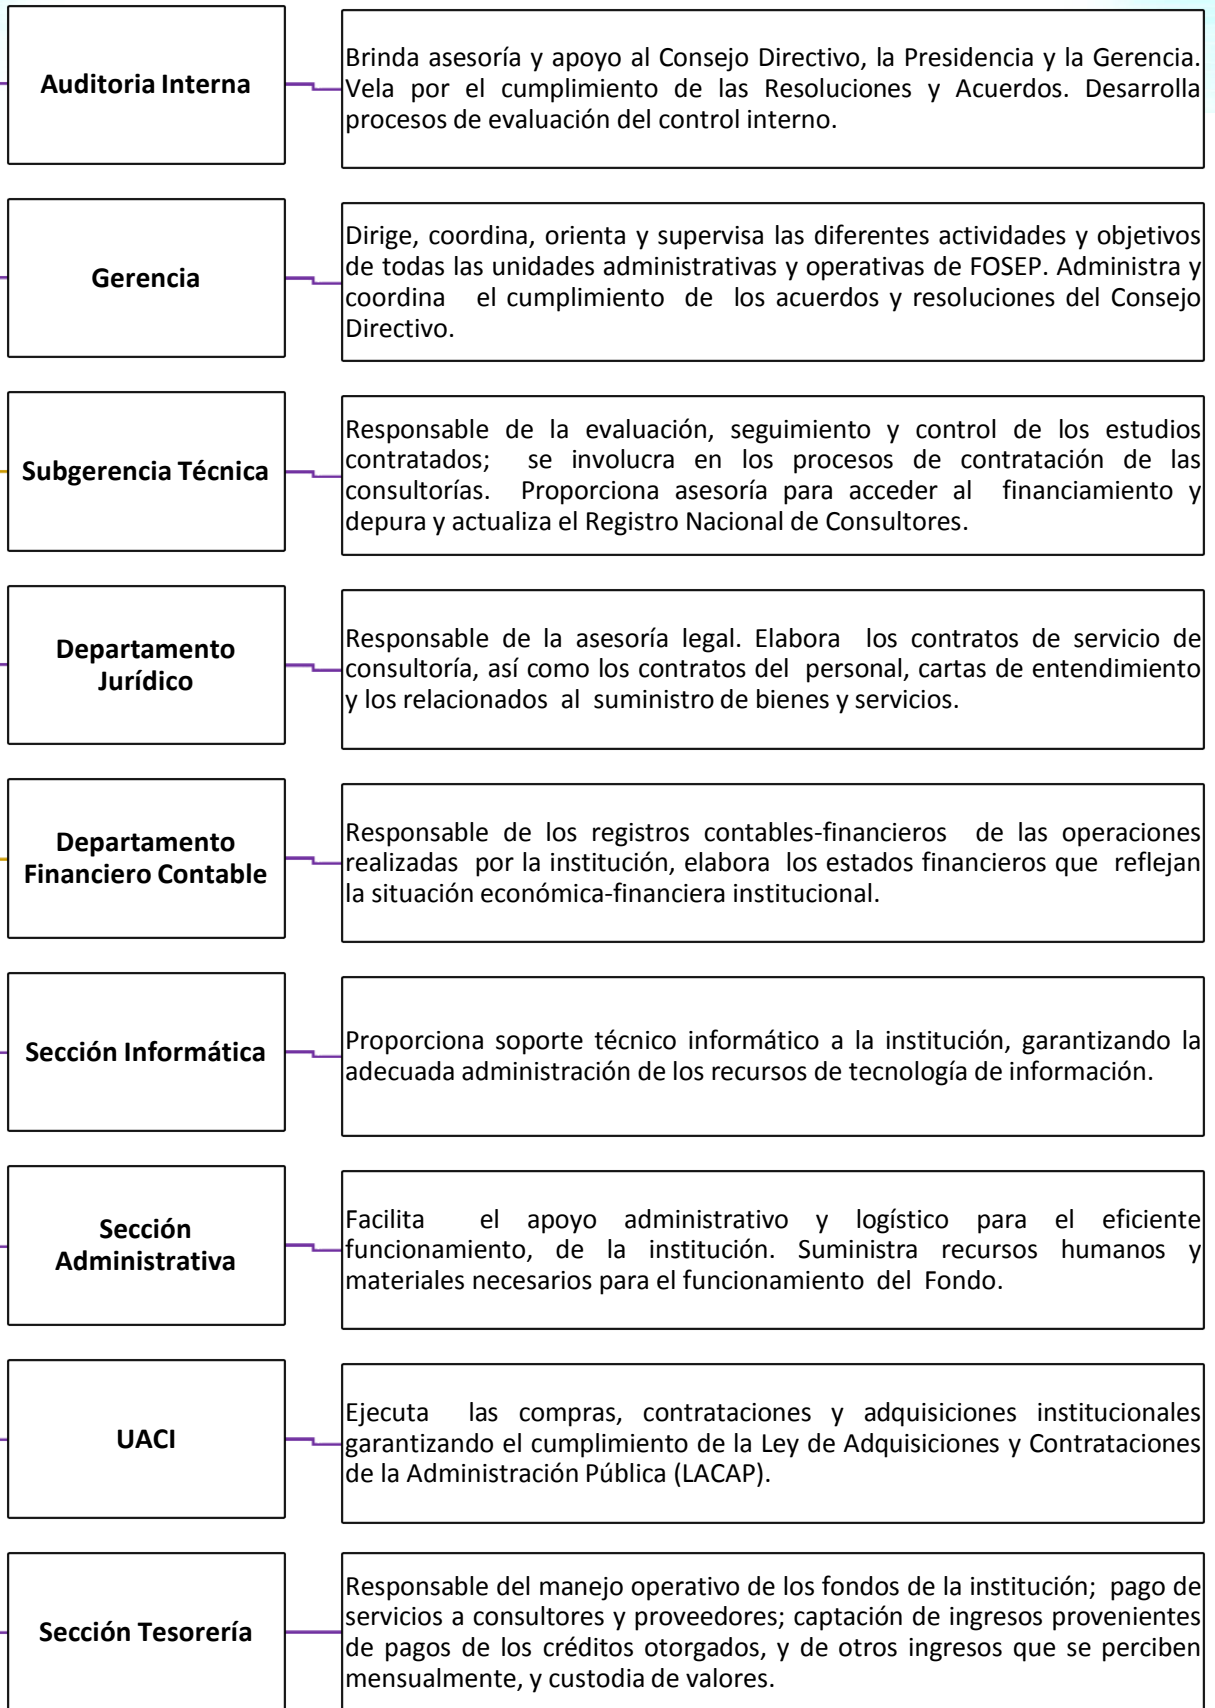 Auditoria Interna
Brinda asesoría y apoyo al Consejo Directivo, la Presidencia y la Gerencia.
Vela por el cumplimiento de las Resoluciones y Acuerdos. Desarrolla
procesos de evaluación del control interno.
Gerencia
Dirige, coordina, orienta y supervisa las diferentes actividades y objetivos
de todas las unidades administrativas y operativas de FOSEP. Administra y
coordina el cumplimiento de los acuerdos y resoluciones del Consejo
Directivo.
Subgerencia Técnica
Responsable de la evaluación, seguimiento y control de los estudios
contratados; se involucra en los procesos de contratación de las
consultorías. Proporciona asesoría para acceder al financiamiento y
depura y actualiza el Registro Nacional de Consultores.
Departamento
Jurídico
Responsable de la asesoría legal. Elabora los contratos de servicio de
consultoría, así como los contratos del personal, cartas de entendimiento
y los relacionados al suministro de bienes y servicios.
Departamento
Financiero Contable
Responsable de los registros contables-financieros de las operaciones
realizadas por la institución, elabora los estados financieros que reflejan
la situación económica-financiera institucional.
Sección Informática
Proporciona soporte técnico informático a la institución, garantizando la
adecuada administración de los recursos de tecnología de información.
Sección
Administrativa
Facilita el apoyo administrativo y logístico para el eficiente
funcionamiento, de la institución. Suministra recursos humanos y
materiales necesarios para el funcionamiento del Fondo.
UACI
Ejecuta las compras, contrataciones y adquisiciones institucionales
garantizando el cumplimiento de la Ley de Adquisiciones y Contrataciones
de la Administración Pública (LACAP).
Sección Tesorería
Responsable del manejo operativo de los fondos de la institución; pago de
servicios a consultores y proveedores; captación de ingresos provenientes
de pagos de los créditos otorgados, y de otros ingresos que se perciben
mensualmente, y custodia de valores.